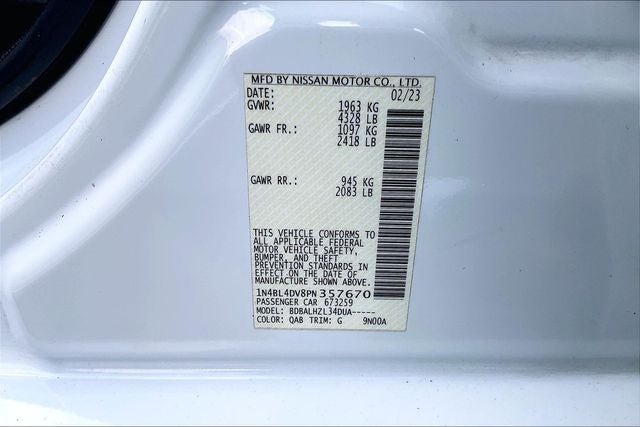 MFD BY NISSAN MOTOR CO., LTD.
DATE: 02/23
GVWR: 1963 KG
4328 LB
GAWR FR.: 1097 KG
2418 LB
GAWR RR.: 945 KG
2083 LB
THIS VEHICLE CONFORMS TO
ALL APPLICABLE FEDERAL
MOTOR VEHICLE SAFETY,
BUMPER, AND THEFT
PREVENTION STANDARDS IN
EFFECT ON THE DATE OF
MANUFACTURE SHOWN ABOVE.
1N4BL4DV8PN357670
PASSENGER CAR 673259
MODEL: BDBALHZL34DUA-----
COLOR: QAB TRIM: G 9N00A